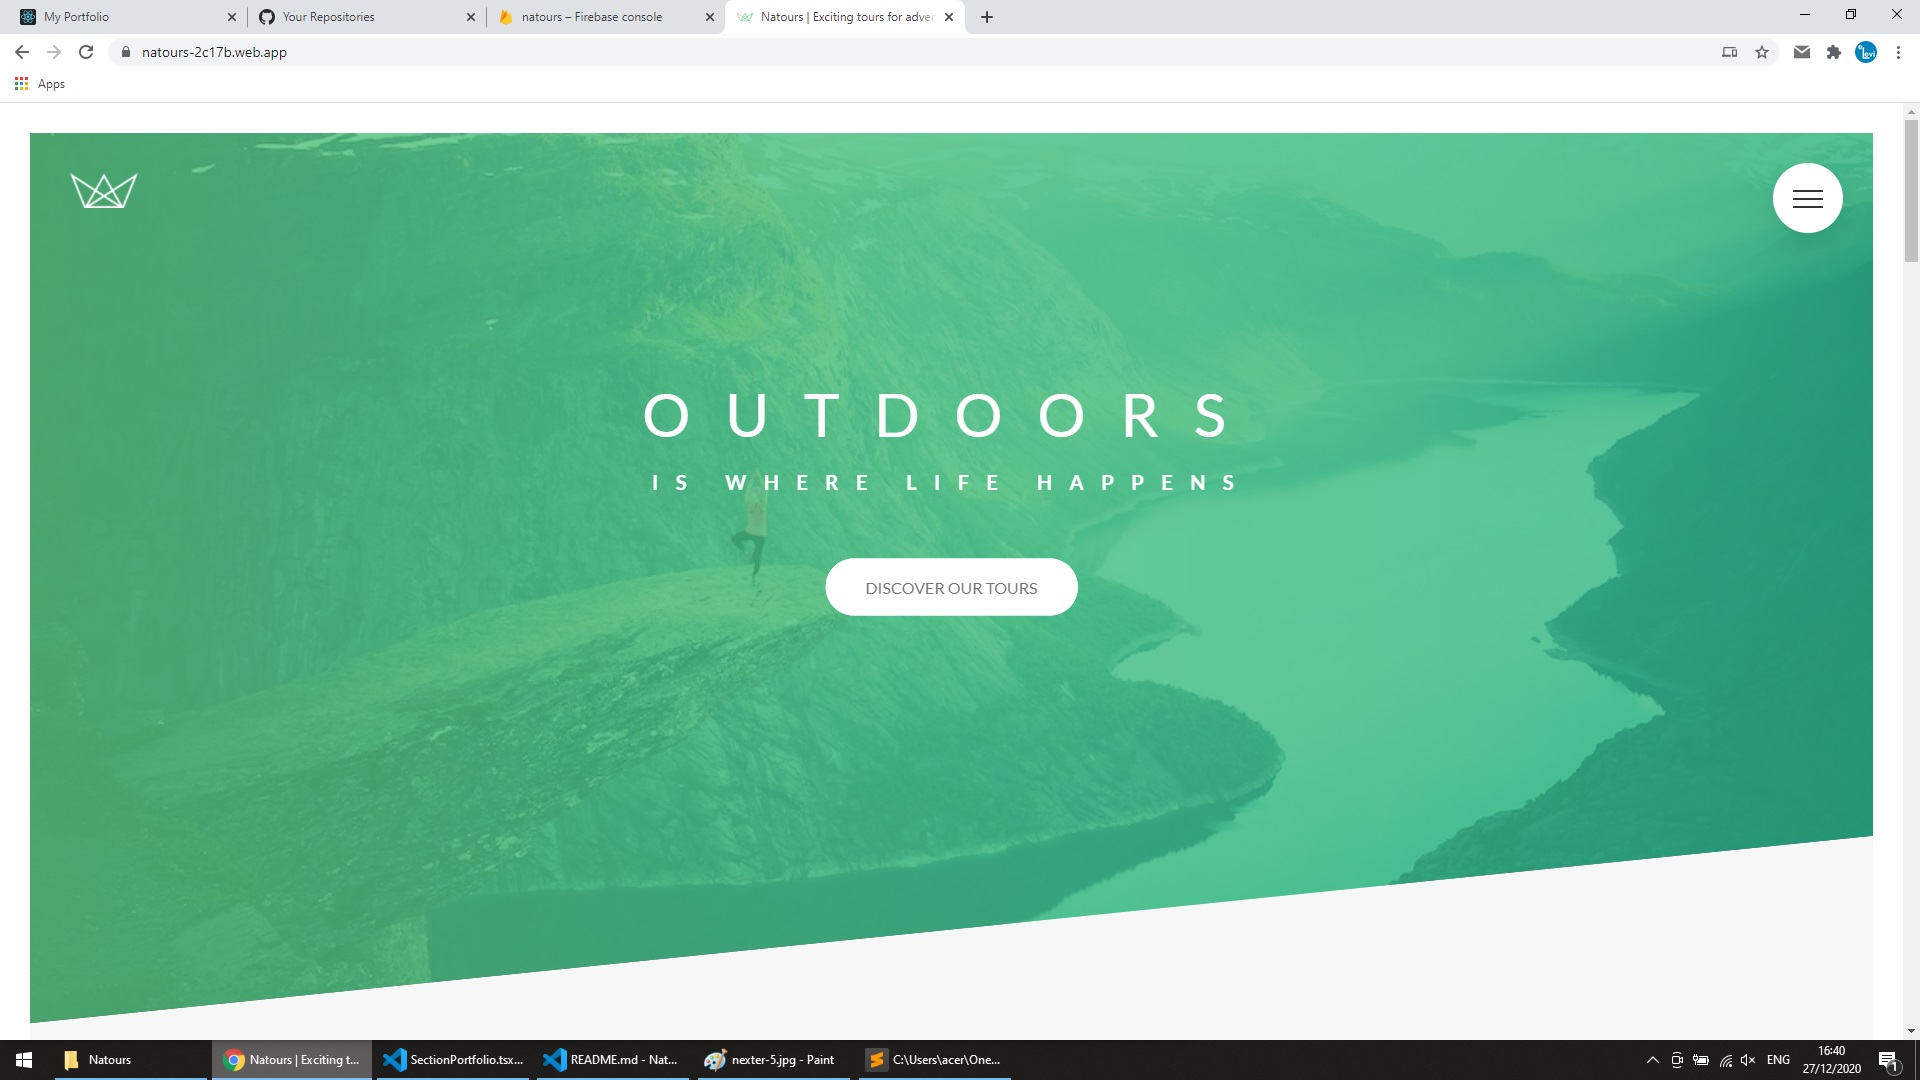 My Portfolio
Your Repositories
natours – Firebase console
Natours | Exciting tours for adver
natours-2c17b.web.app
Levi
Apps
OUTDOORS
IS WHERE LIFE HAPPENS
DISCOVER OUR TOURS
Natours
Natours | Exciting t...
SectionPortfolio.tsx...
README.md - Nat...
nexter-5.jpg - Paint
C:\Users\acer\One...
ENG
16:40
27/12/2020
1